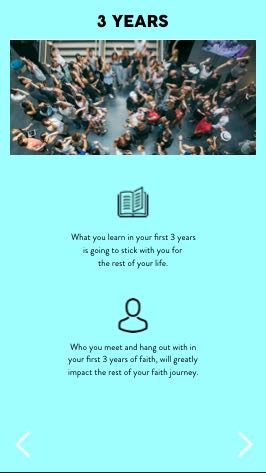 3 YEARS
What you learn in your first 3 years
is going to stick with you for
the rest of your life.
Who you meet and hang out with in
your first 3 years of faith, will greatly
impact the rest of your faith journey.